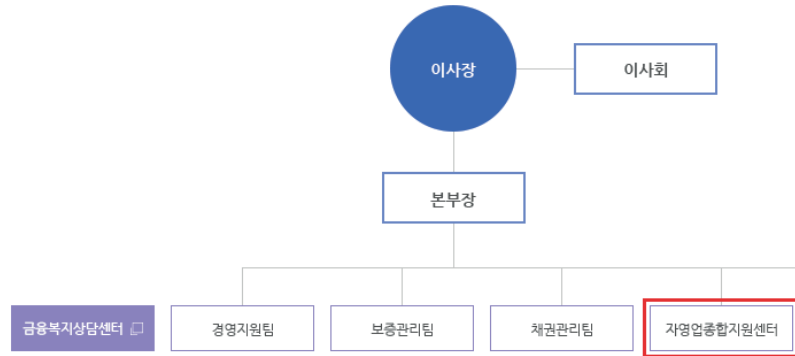 이사장
이사회
본부장
금융복지상담센터
경영지원팀
보증관리팀
채권관리팀
자영업종합지원센터